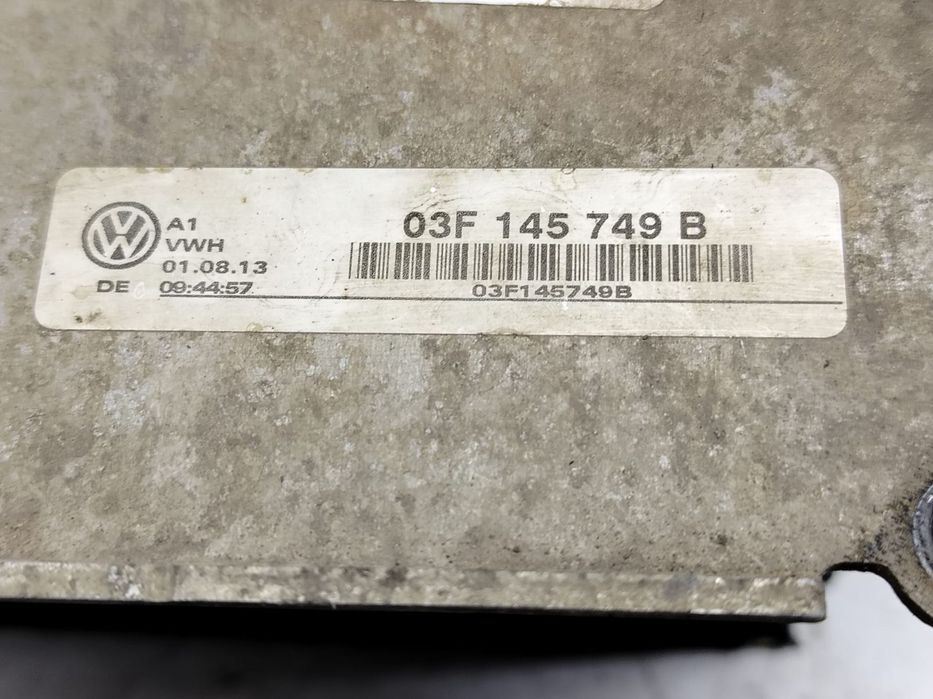 A1
VWH
01.08.13
DE 09:44:57
03F 145 749 B
03F145749B